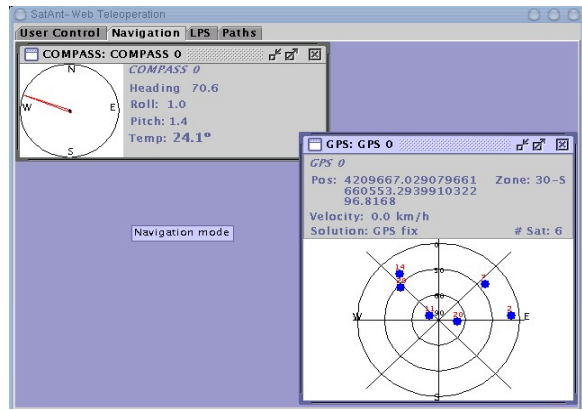 SatAnt-Web Teleoperation
User Control Navigation LPS Paths
COMPASS: COMPASS 0
COMPASS 0
Heading 70.6
Roll: 1.0
Pitch: 1.4
Temp: 24.1º
N
W E
S
GPS: GPS 0
GPS 0
Pos: 4209667.029079661 Zone: 30-S
660553.2939910322
96.8168
Velocity: 0.0 km/h
Solution: GPS fix # Sat: 6
Navigation mode
14
7
11 90 20 2
W E
S